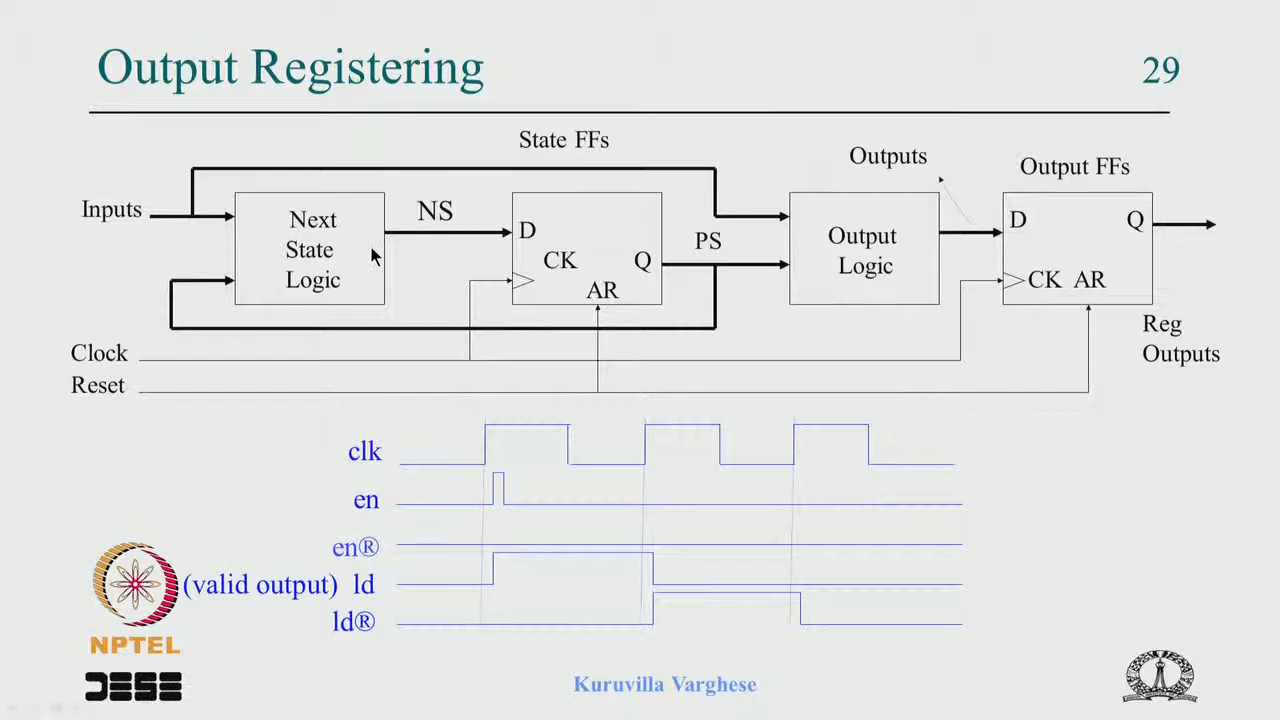 Output Registering
29
State FFs
Outputs
Output FFs
Inputs
Next
State
Logic
NS
D
CK
Q
AR
PS
Output
Logic
D
Q
CK AR
Reg
Outputs
Clock
Reset
clk
en
en®
(valid output) ld
ld®
NPTEL
DESE
Kuruvilla Varghese